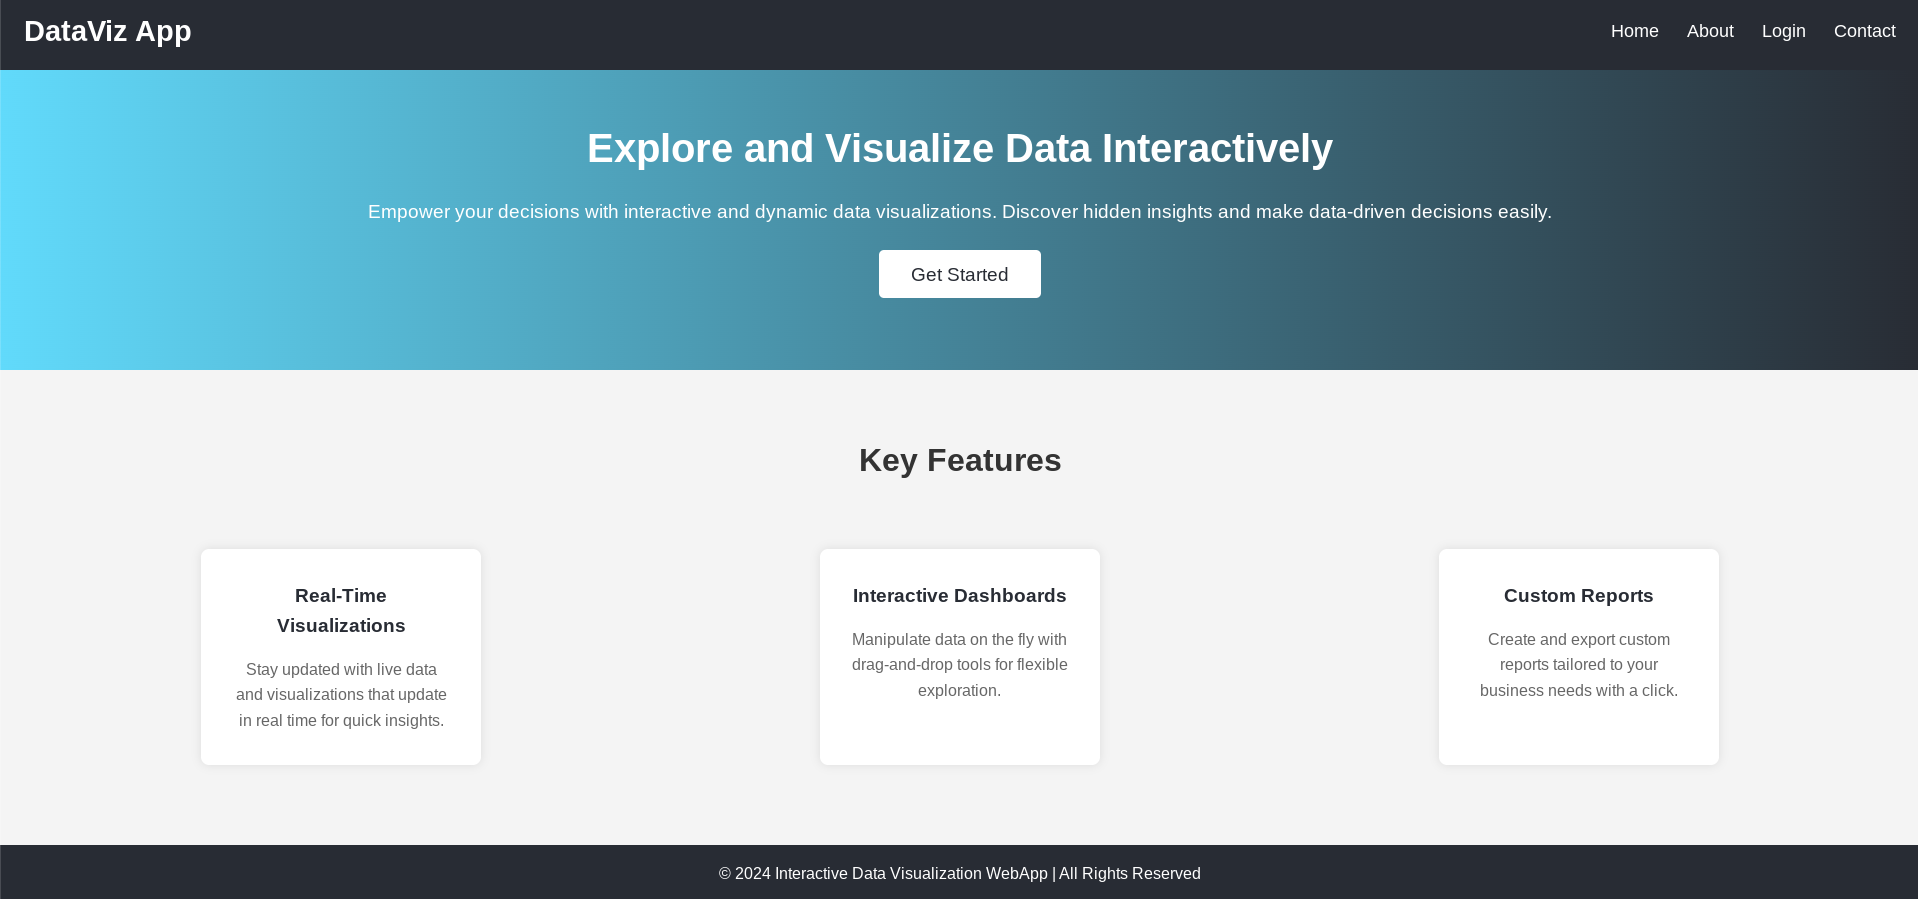 DataViz App
Home
About
Login
Contact
Explore and Visualize Data Interactively
Empower your decisions with interactive and dynamic data visualizations. Discover hidden insights and make data-driven decisions easily.
Get Started
Key Features
Real-Time
Visualizations
Stay updated with live data
and visualizations that update
in real time for quick insights.
Interactive Dashboards
Manipulate data on the fly with
drag-and-drop tools for flexible
exploration.
Custom Reports
Create and export custom
reports tailored to your
business needs with a click.
© 2024 Interactive Data Visualization WebApp | All Rights Reserved